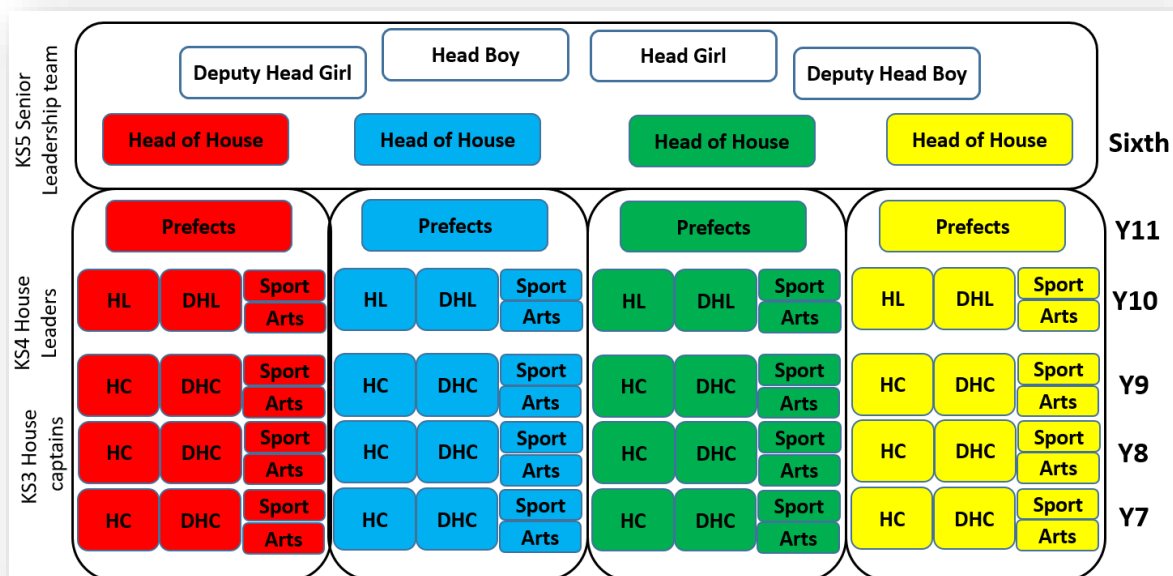 KS5 Senior
Leadership team
Deputy Head Girl
Head Boy
Head Girl
Deputy Head Boy
Head of House
Head of House
Head of House
Head of House
Sixth
Prefects
Prefects
Prefects
Prefects
Y11
KS4 House
Leaders
HL
DHL
Sport
Arts
HL
DHL
Sport
Arts
HL
DHL
Sport
Arts
HL
DHL
Sport
Arts
Y10
KS3 House
captains
HC
DHC
Sport
Arts
HC
DHC
Sport
Arts
HC
DHC
Sport
Arts
HC
DHC
Sport
Arts
Y9
HC
DHC
Sport
Arts
HC
DHC
Sport
Arts
HC
DHC
Sport
Arts
HC
DHC
Sport
Arts
Y8
HC
DHC
Sport
Arts
HC
DHC
Sport
Arts
HC
DHC
Sport
Arts
HC
DHC
Sport
Arts
Y7